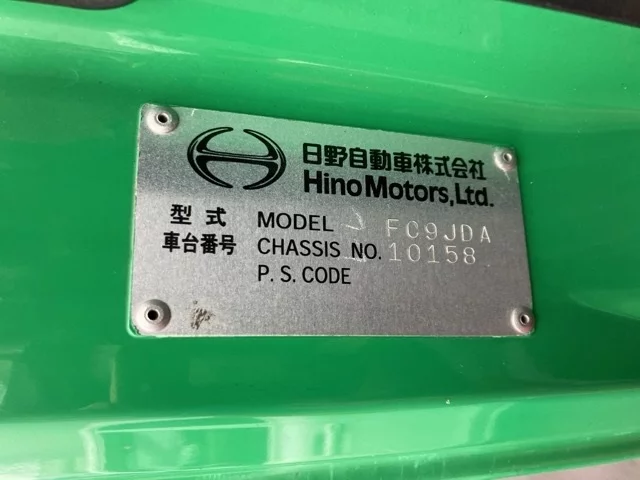 日野自動車株式会社
Hino Motors, Ltd.
型式 MODEL FC9JDA
車台番号 CHASSIS NO. 10158
P.S.CODE